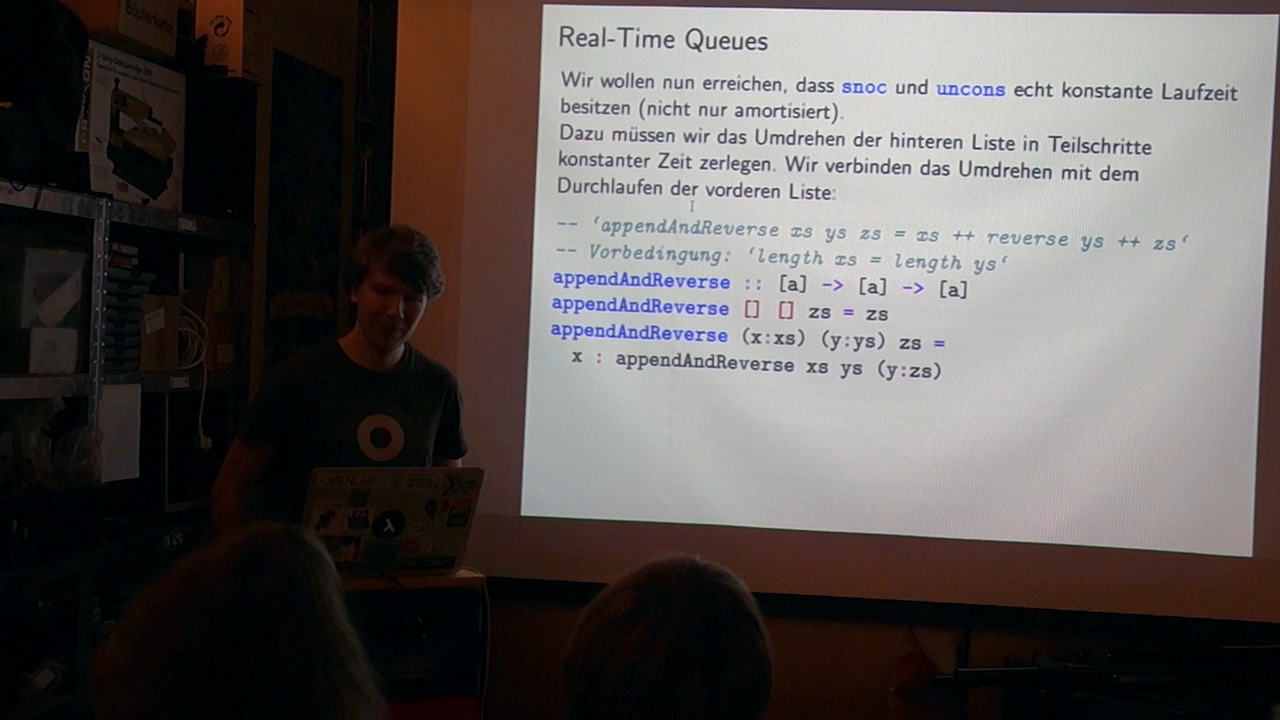 Real-Time Queues
Wir wollen nun erreichen, dass snoc und uncons echt konstante Laufzeit
besitzen (nicht nur amortisiert).
Dazu müssen wir das Umdrehen der hinteren Liste in Teilschritte
konstanter Zeit zerlegen. Wir verbinden das Umdrehen mit dem
Durchlaufen der vorderen Liste:
-- ‘appendAndReverse xs ys zs = xs ++ reverse ys ++ zs‘
-- Vorbedingung: ‘length xs = length ys‘
appendAndReverse :: [a] -> [a] -> [a]
appendAndReverse [] [] zs = zs
appendAndReverse (x:xs) (y:ys) zs =
x : appendAndReverse xs ys (y:zs)
OPENLAB
λ